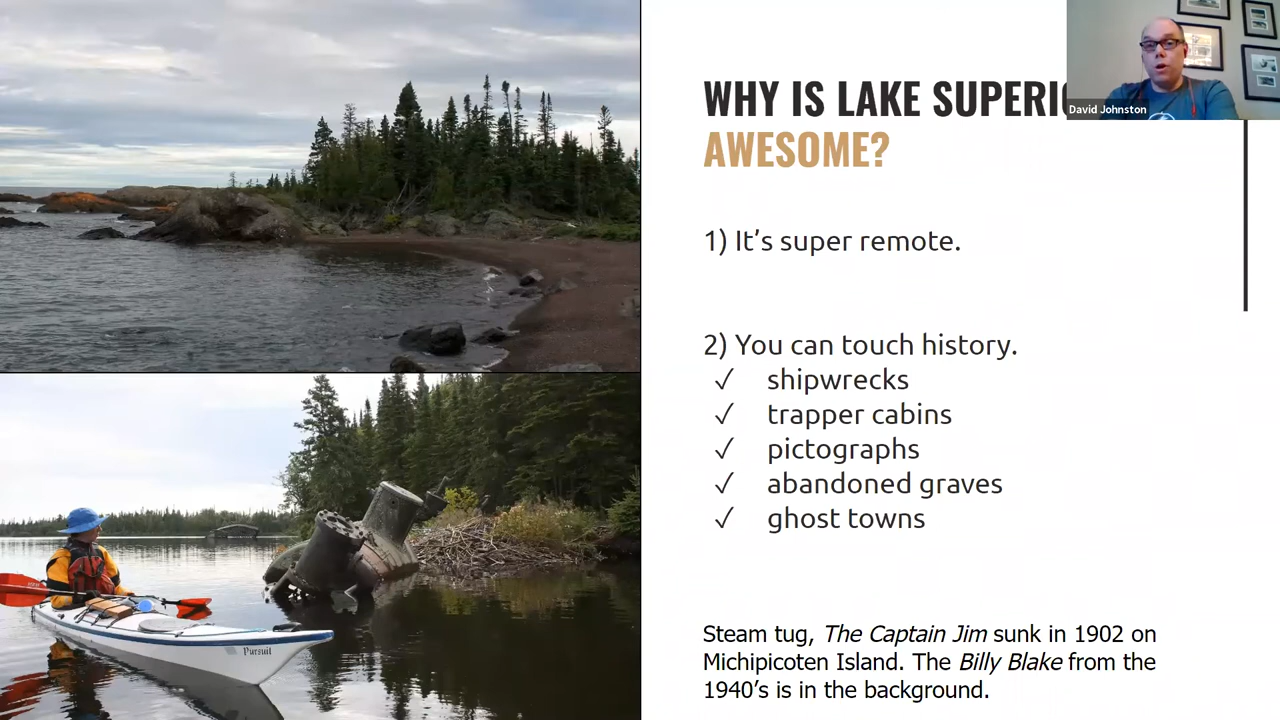 WHY IS LAKE SUPERI
AWESOME?
David Johnston
1) It's super remote.
2) You can touch history.
✓ shipwrecks
✓ trapper cabins
✓ pictographs
✓ abandoned graves
✓ ghost towns
Pursuit
Steam tug, The Captain Jim sunk in 1902 on
Michipicoten Island. The Billy Blake from the
1940's is in the background.